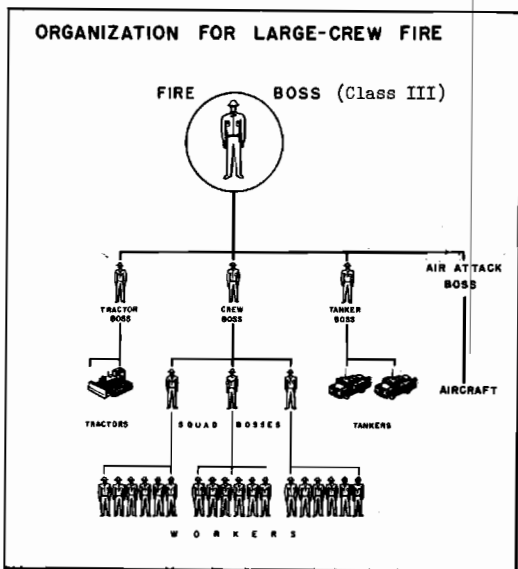 ORGANIZATION FOR LARGE-CREW FIRE
FIRE BOSS (Class III)
AIR ATTACK
BOSS
TRACTOR
BOSS
CREW
BOSS
TANKER
BOSS
AIRCRAFT
TRACTORS
SQUAD BOSSES
TANKERS
WORKERS